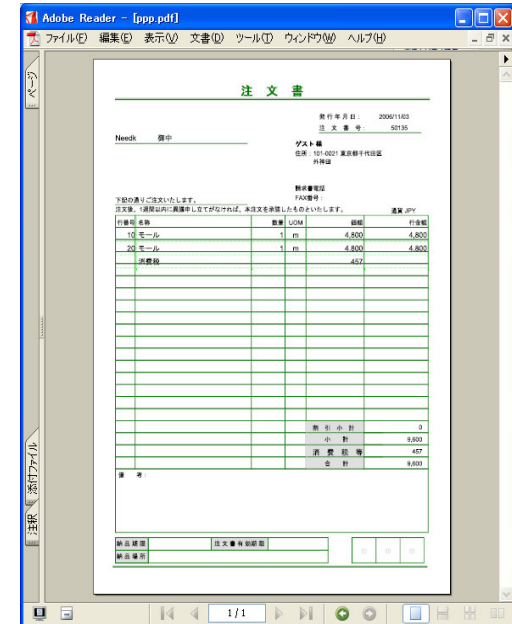 Adobe Reader - [ppp.pdf]
ファイル(F) 編集(E) 表示(V) 文書(D) ツール(T) ウィンドウ(W) ヘルプ(H)
ページ
注 文 書
発行年月日: 2006/11/03
注 文 書 号: 50135
Needk 御中
ゲスト 様
住所: 101-0021 東京都千代田区
外神田
請求書電話
FAX番号:
下記の通りご注文いたします。
注文後、1週間以内に異議申し立てがなければ、本注文を承諾したものといたします。
通貨 JPY
行番号 名称 数量 UOM 価格 行金額
10 モール 1 m 4,800 4,800
20 モール 1 m 4,800 4,800
消費税 457
割 引 小 計 0
小 計 9,600
消 費 税 等 457
合 計 9,600
備 考:
納品期限 注文書有効期限
納品場所
添付ファイル
注釈
1/1